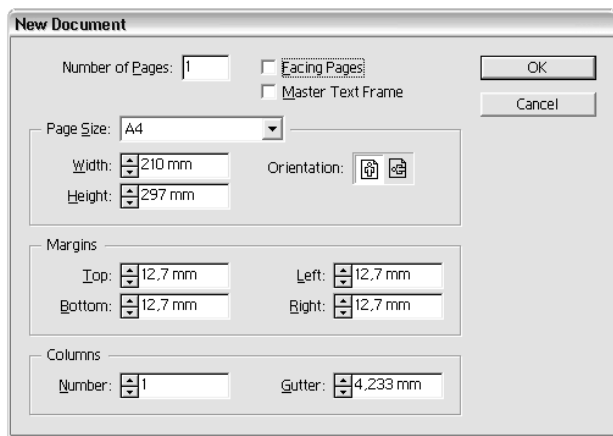 New Document
Number of Pages: 1
Facing Pages
OK
Master Text Frame
Cancel
Page Size: A4
Width: 210 mm
Orientation:
Height: 297 mm
Margins
Top: 12,7 mm Left: 12,7 mm
Bottom: 12,7 mm Right: 12,7 mm
Columns
Number: 1 Gutter: 4,233 mm